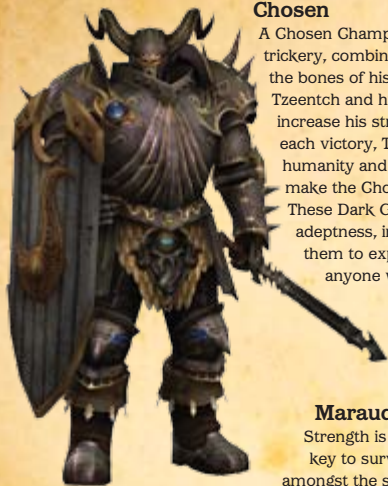 Chosen
A Chosen Champ
trickery, combin
the bones of his
Tzeentch and h
increase his str
each victory, T
humanity and
make the Cho
These Dark G
adeptness, i
them to exp
anyone w
Marauc
Strength is
key to surv
amongst the s